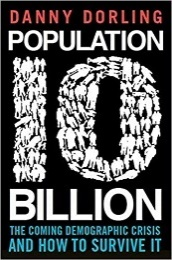 DANNY DORLING
POPULATION
10
BILLION
THE COMING DEMOGRAPHIC CRISIS
AND HOW TO SURVIVE IT